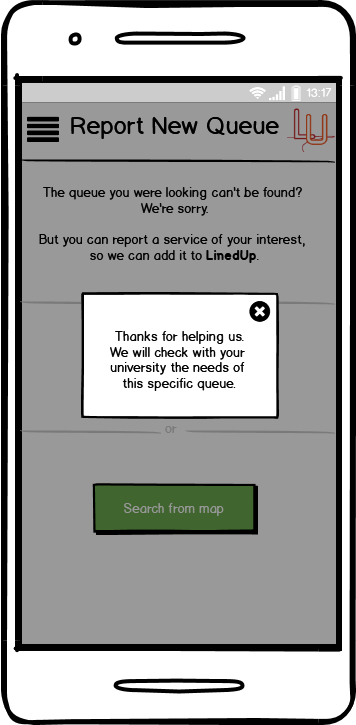 13:17
Report New Queue
LU
The queue you were looking can't be found?
We're sorry.
But you can report a service of your interest,
so we can add it to LinedUp.
Thanks for helping us.
We will check with your
university the needs of
this specific queue.
or
Search from map